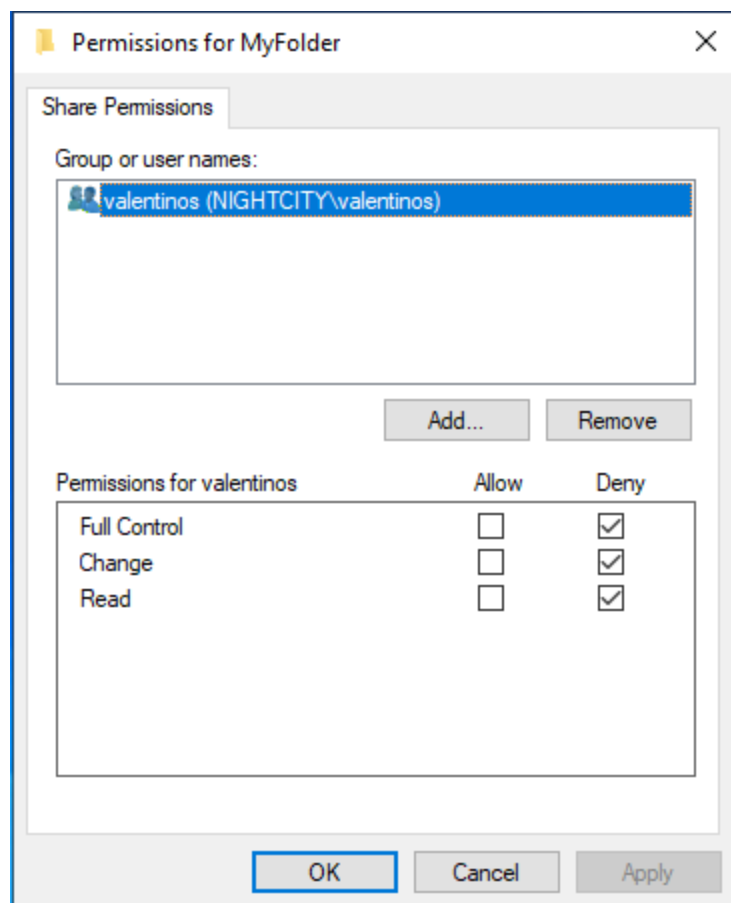 Permissions for MyFolder
Share Permissions
Group or user names:
valentinos (NIGHTCITY\valentinos)
Add... Remove
Permissions for valentinos Allow Deny
Full Control
Change
Read
OK Cancel Apply